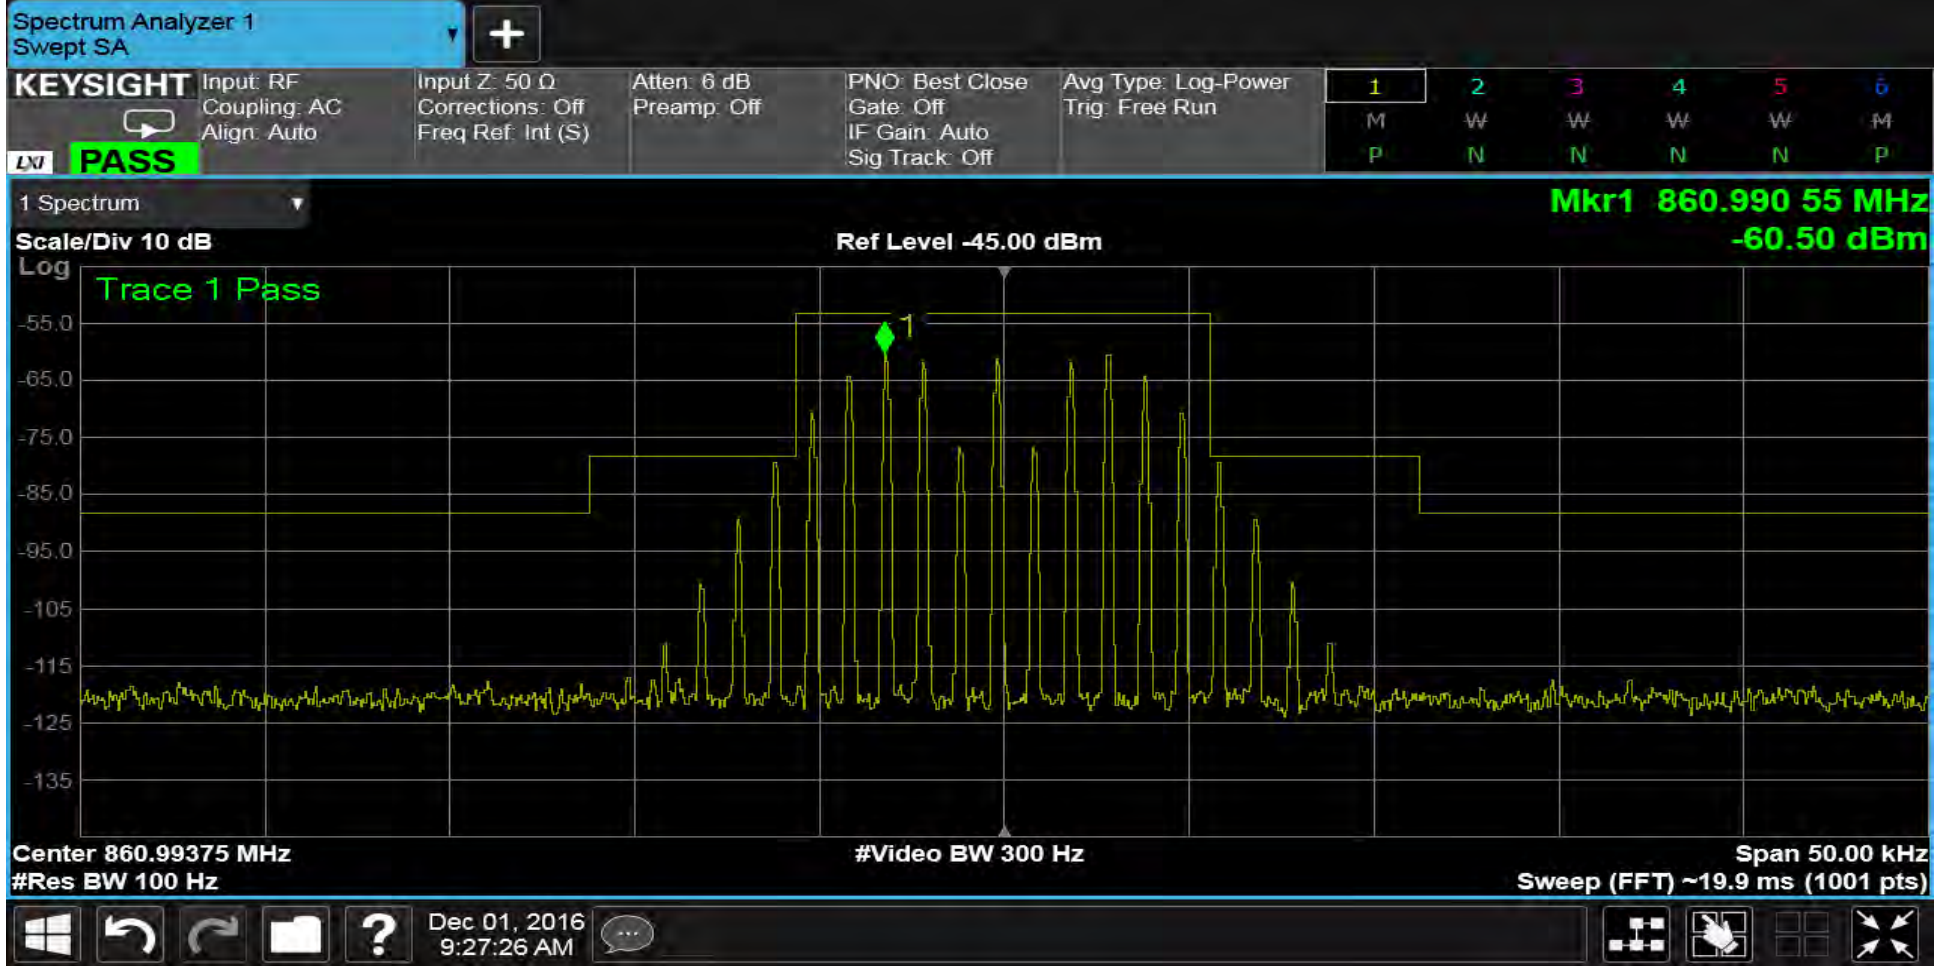 Spectrum Analyzer 1
Swept SA
KEYSIGHT
Input: RF
Coupling: AC
Align: Auto
LXI
PASS
Input Z: 50 Ω
Corrections: Off
Freq Ref: Int (S)
Atten: 6 dB
Preamp: Off
PNO: Best Close
Gate: Off
IF Gain: Auto
Sig Track: Off
Avg Type: Log-Power
Trig: Free Run
1 2 3 4 5 6
M W W W W M
P N N N N P
1 Spectrum
Mkr1 860.990 55 MHz
-60.50 dBm
Scale/Div 10 dB
Ref Level -45.00 dBm
Log
Trace 1 Pass
1
-55.0
-65.0
-75.0
-85.0
-95.0
-105
-115
-125
-135
Center 860.99375 MHz
#Video BW 300 Hz
Span 50.00 kHz
#Res BW 100 Hz
Sweep (FFT) ~19.9 ms (1001 pts)
?
Dec 01, 2016
9:27:26 AM